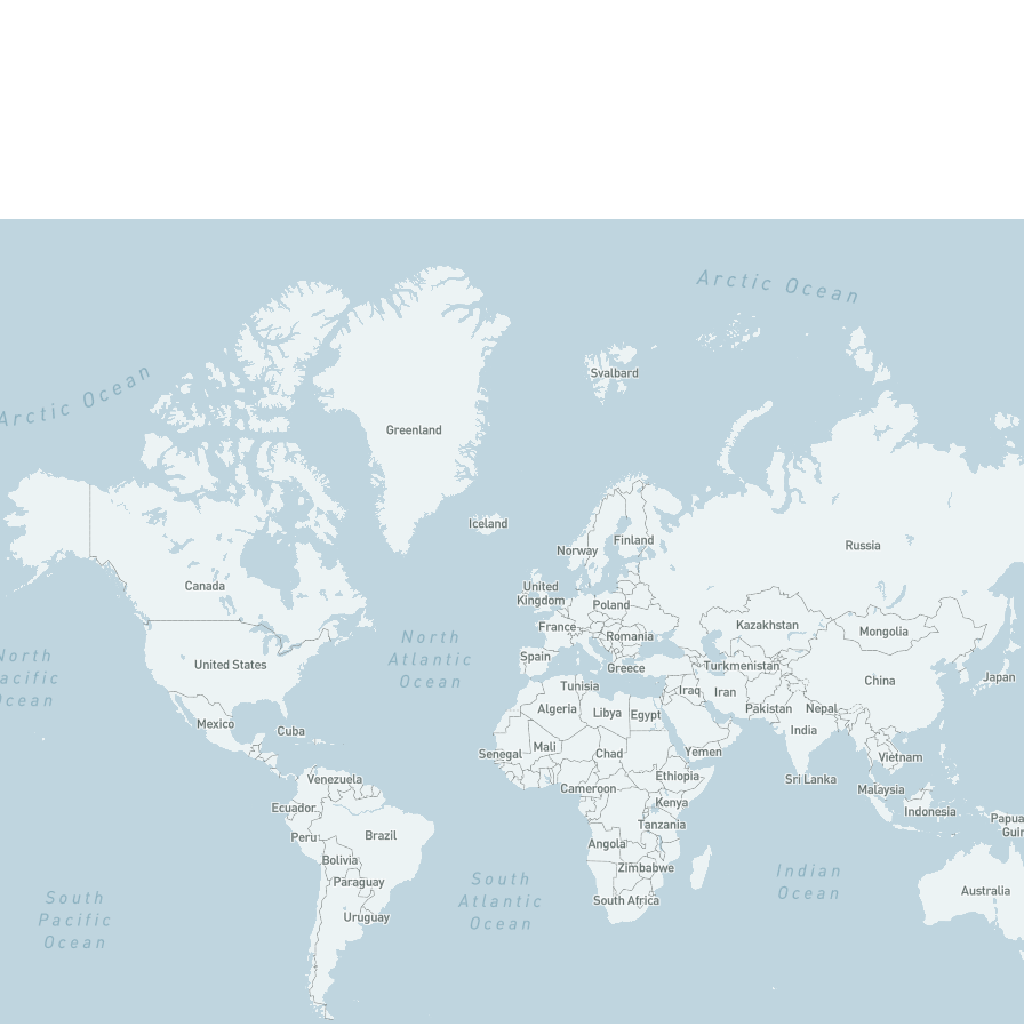 Arctic Ocean
Arctic Ocean
Svalbard
Greenland
Iceland
Finland
Norway
Russia
Canada
United
Kingdom
Poland
France
Romania
Kazakhstan
Mongolia
North
Atlantic
Ocean
Spain
Greece
Turkmenistan
United States
China
Japan
Tunisia
Iraq
Iran
Algeria
Libya
Egypt
Pakistan
Nepal
Mexico
Cuba
India
Senegal
Mali
Chad
Yemen
Vietnam
Venezuela
Cameroon
Ethiopia
Sri Lanka
Malaysia
Ecuador
Kenya
Indonesia
Papua
Gui
Peru
Brazil
Tanzania
Angola
Bolivia
Zimbabwe
Paraguay
Indian
Ocean
Australia
South Africa
South
Atlantic
Ocean
Uruguay
South
Pacific
Ocean
North
acific
cean